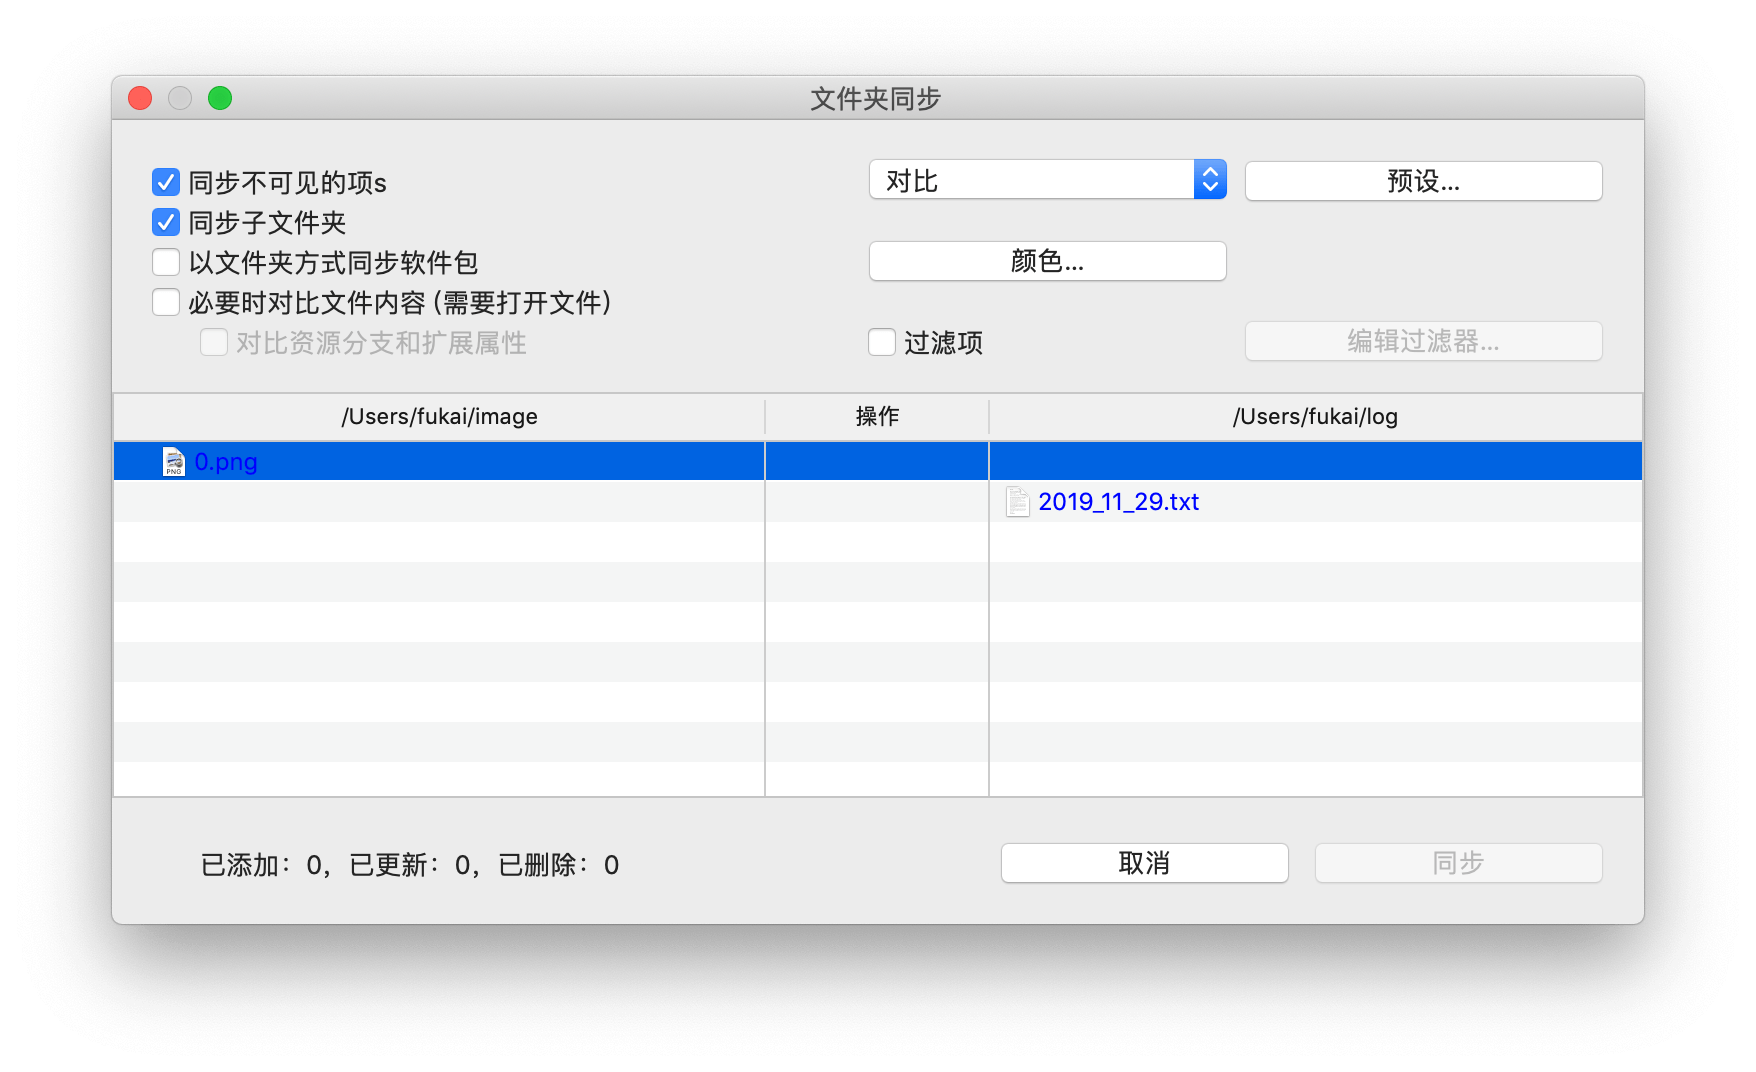 文件夹同步
同步不可见的项s
同步子文件夹
以文件夹方式同步软件包
必要时对比文件内容 (需要打开文件)
对比资源分支和扩展属性
对比
预设...
颜色...
过滤项
编辑过滤器...
/Users/fukai/image 操作 /Users/fukai/log
PNG 0.png
2019_11_29.txt
已添加：0，已更新：0，已删除：0
取消
同步